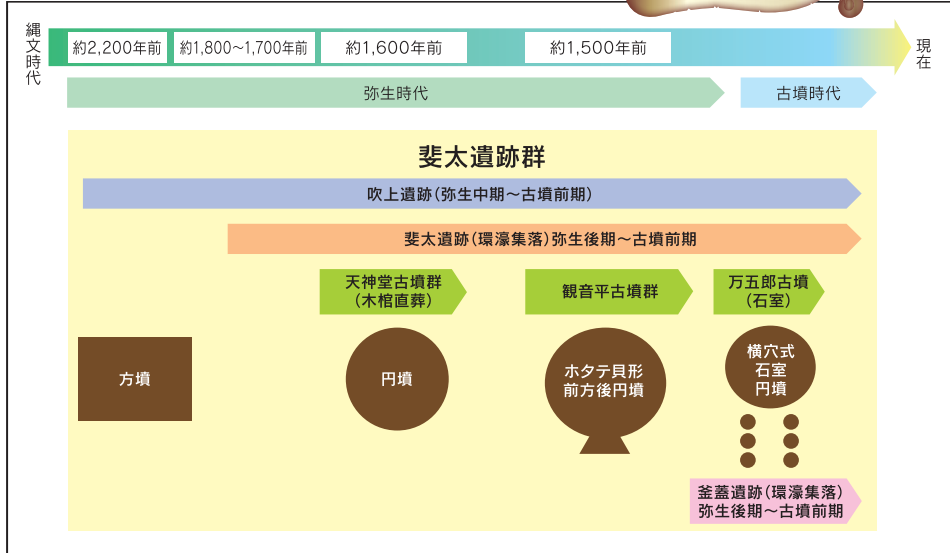 縄文時代
約2,200年前
約1,800～1,700年前
約1,600年前
約1,500年前
現在
弥生時代
古墳時代
斐太遺跡群
吹上遺跡(弥生中期～古墳前期)
斐太遺跡(環濠集落)弥生後期～古墳前期
天神堂古墳群
(木棺直葬)
観音平古墳群
万五郎古墳
(石室)
方墳
円墳
ホタテ貝形
前方後円墳
横穴式
石室
円墳
釜蓋遺跡(環濠集落)
弥生後期～古墳前期